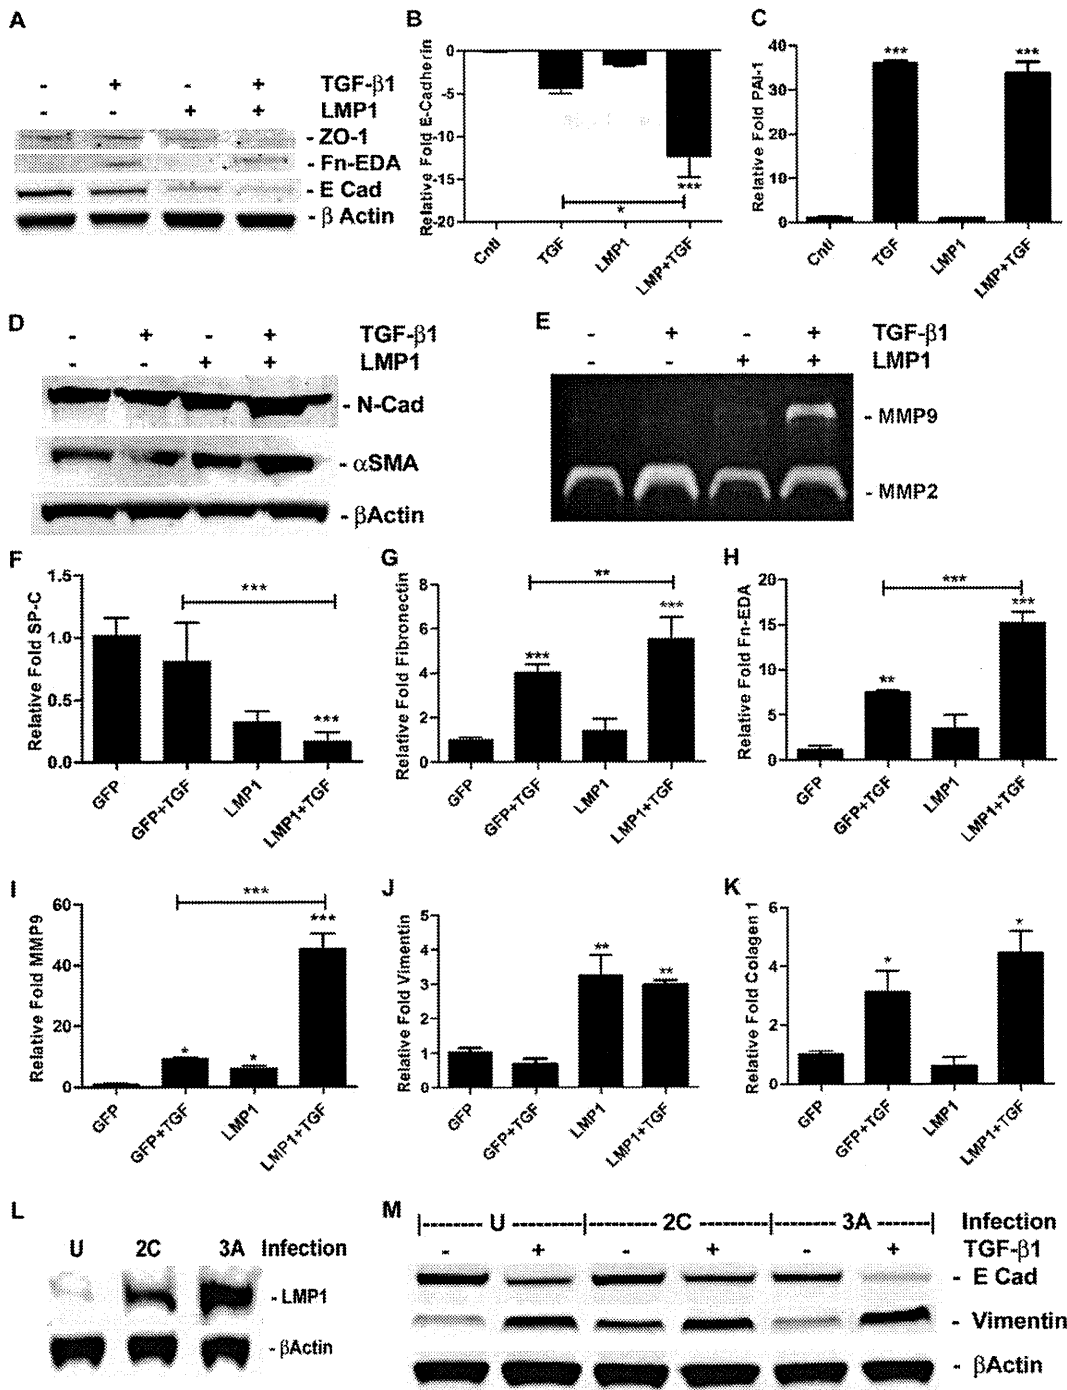 A
- + - + TGF-β1
- - + + LMP1
- ZO-1
- Fn-EDA
- E Cad
- β Actin
B
Relative Fold E-Cadherin
0
-5
-10
-15
-20
***
*
Cntl TGF LMP1 LMP+TGF
C
Relative Fold PAI-1
40
30
20
10
0
*** ***
Cntl TGF LMP1 LMP+TGF
D
- + - + TGF-β1
- - + + LMP1
- N-Cad
- αSMA
- βActin
E
- + - + TGF-β1
- - + + LMP1
- MMP9
- MMP2
F
Relative Fold SP-C
1.5
1.0
0.5
0.0
***
***
GFP GFP+TGF LMP1 LMP1+TGF
G
Relative Fold Fibronectin
8
6
4
2
0
**
*** ***
GFP GFP+TGF LMP1 LMP1+TGF
H
Relative Fold Fn-EDA
20
15
10
5
0
***
** ***
GFP GFP+TGF LMP1 LMP1+TGF
I
Relative Fold MMP9
60
40
20
0
***
* * ***
GFP GFP+TGF LMP1 LMP1+TGF
J
Relative Fold Vimentin
5
4
3
2
1
0
** **
GFP GFP+TGF LMP1 LMP1+TGF
K
Relative Fold Colagen 1
6
4
2
0
* *
GFP GFP+TGF LMP1 LMP1+TGF
L
U 2C 3A Infection
- LMP1
- βActin
M
|-------- U --------|-------- 2C --------|-------- 3A --------| Infection
- + - + - + TGF-β1
- E Cad
- Vimentin
- βActin